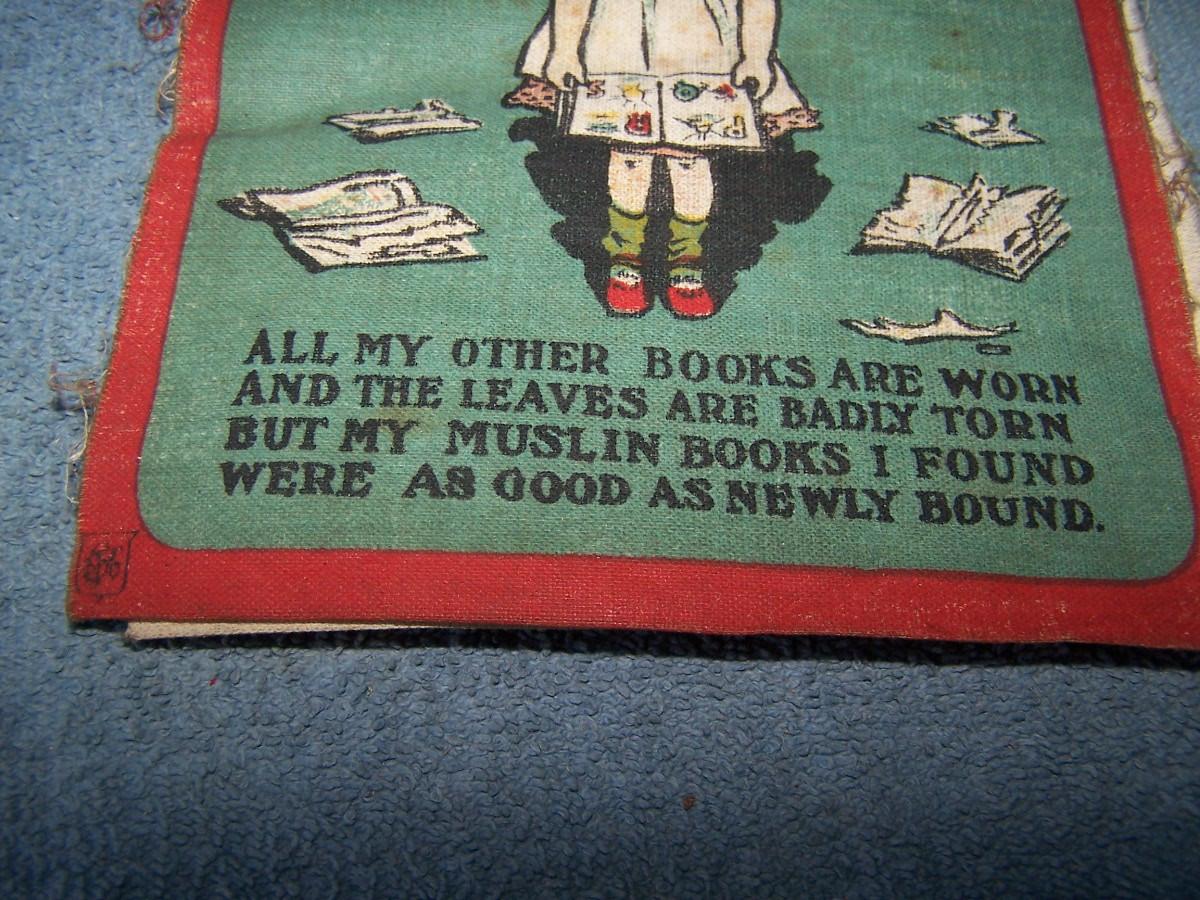 ALL MY OTHER BOOKS ARE WORN
AND THE LEAVES ARE BADLY TORN
BUT MY MUSLIN BOOKS I FOUND
WERE AS GOOD AS NEWLY BOUND.